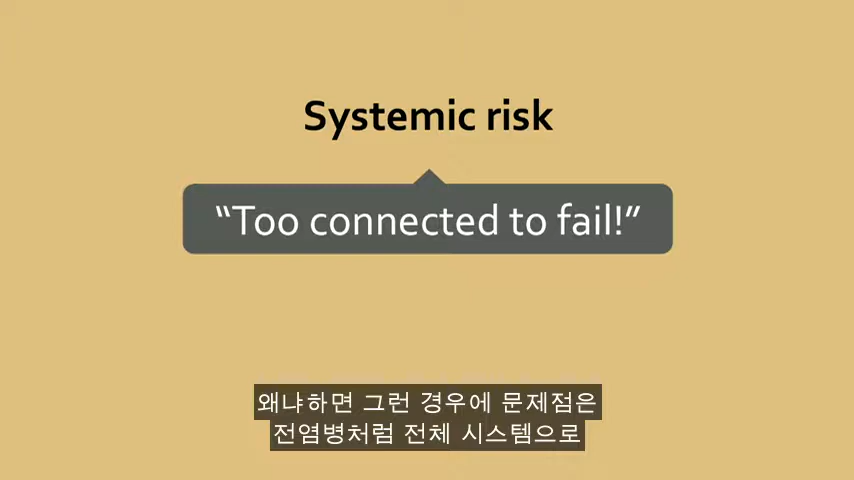 Systemic risk
“Too connected to fail!”
왜냐하면 그런 경우에 문제점은
전염병처럼 전체 시스템으로